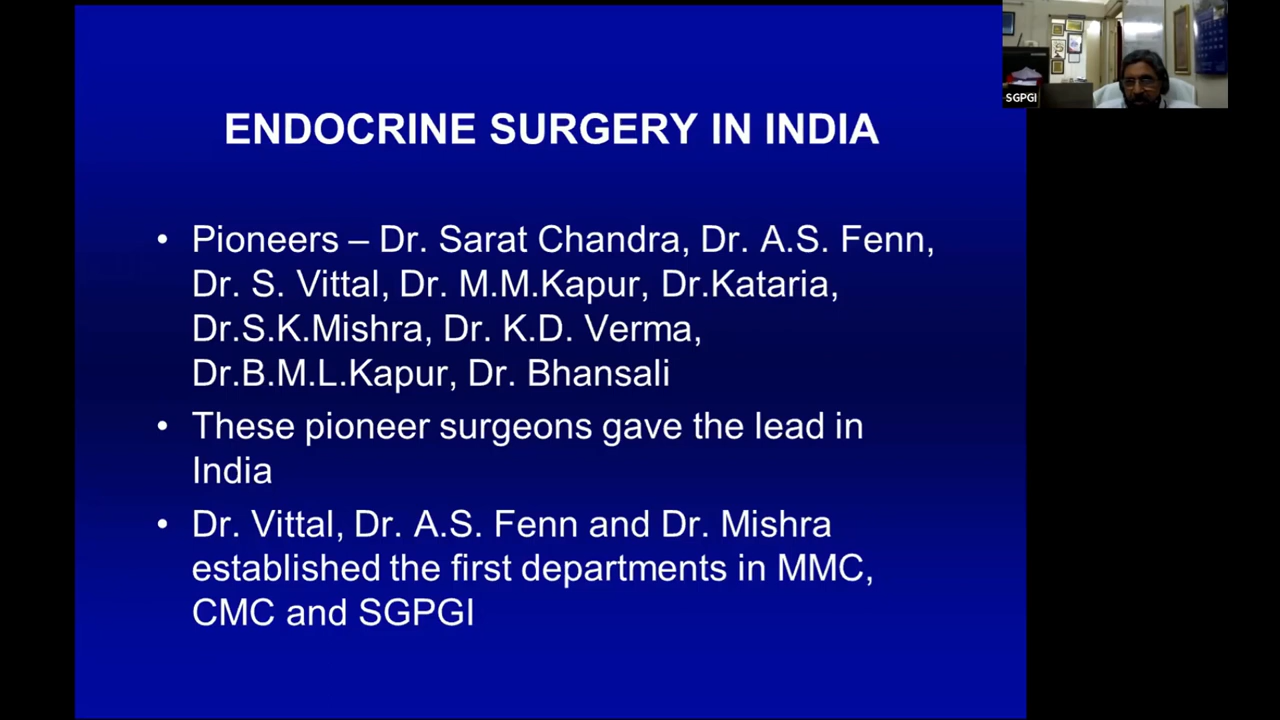 ENDOCRINE SURGERY IN INDIA
• Pioneers – Dr. Sarat Chandra, Dr. A.S. Fenn,
Dr. S. Vittal, Dr. M.M.Kapur, Dr.Kataria,
Dr.S.K.Mishra, Dr. K.D. Verma,
Dr.B.M.L.Kapur, Dr. Bhansali
• These pioneer surgeons gave the lead in
India
• Dr. Vittal, Dr. A.S. Fenn and Dr. Mishra
established the first departments in MMC,
CMC and SGPGI
SGPGI